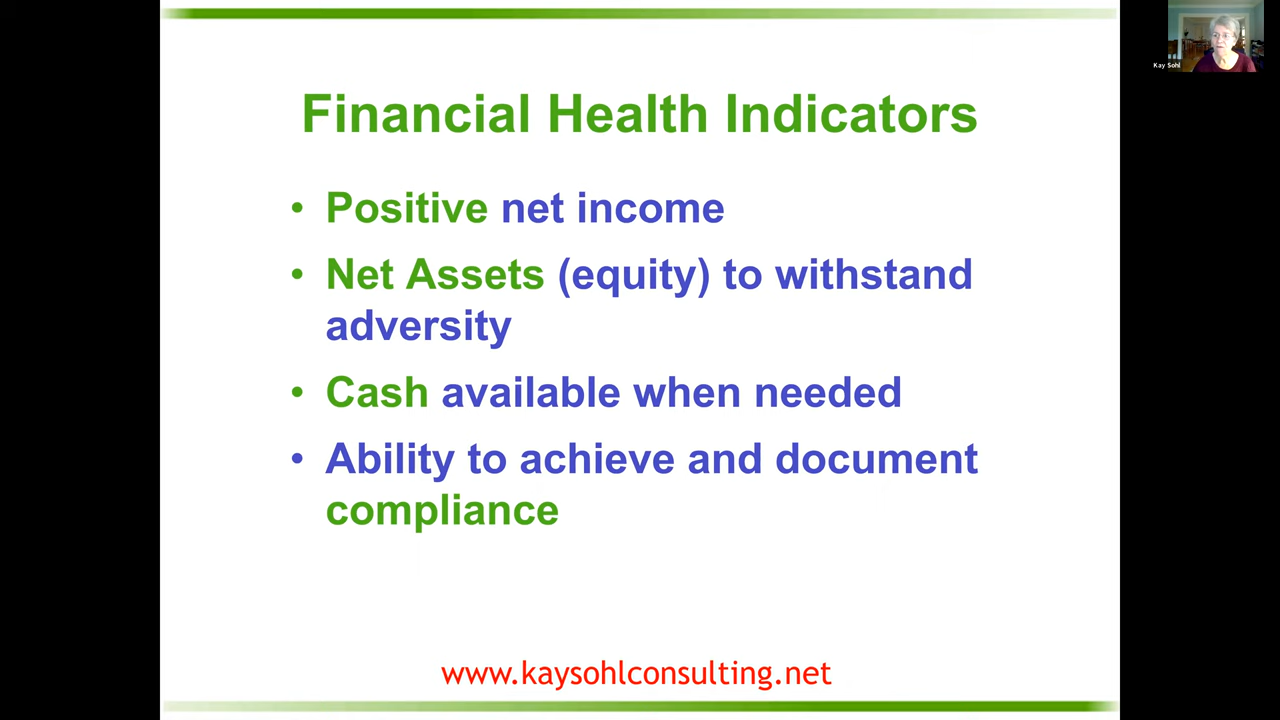 Financial Health Indicators
• Positive net income
• Net Assets (equity) to withstand
adversity
• Cash available when needed
• Ability to achieve and document
compliance
www.kaysohlconsulting.net
Kay Sohl